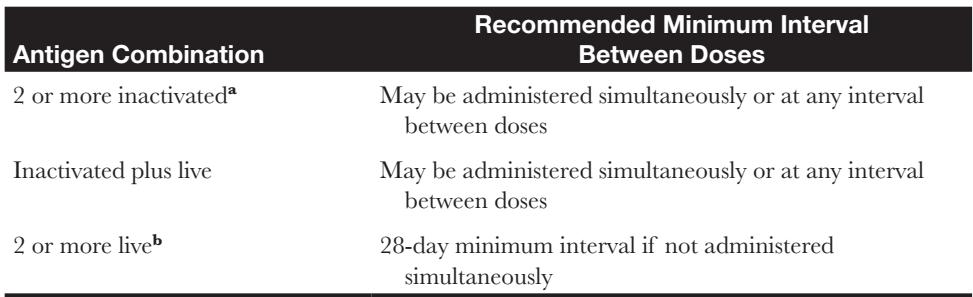 Antigen Combination
Recommended Minimum Interval
Between Doses
2 or more inactivatedᵃ
May be administered simultaneously or at any interval
between doses
Inactivated plus live
May be administered simultaneously or at any interval
between doses
2 or more liveᵇ
28-day minimum interval if not administered
simultaneously